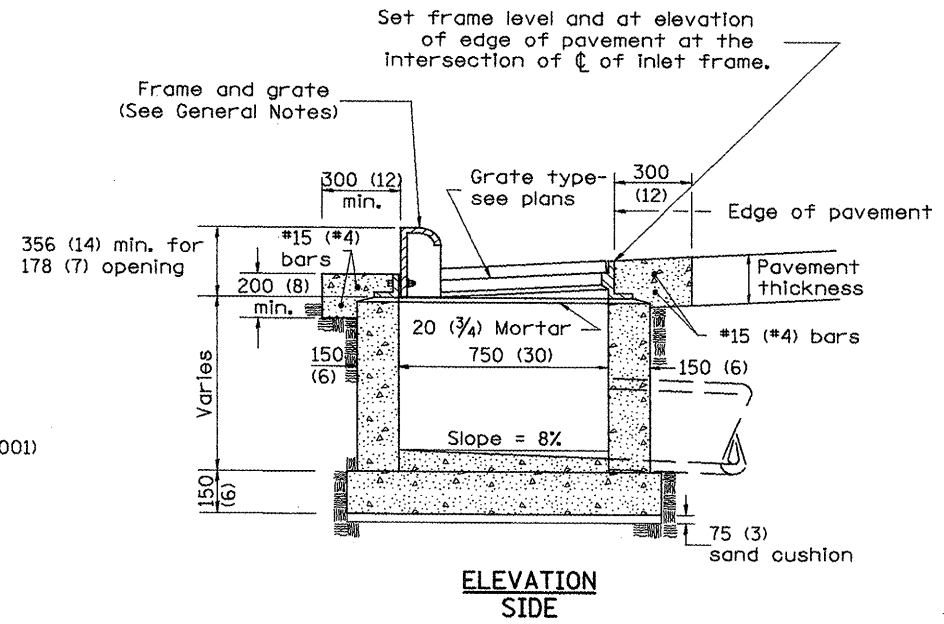 Set frame level and at elevation
of edge of pavement at the
intersection of ℄ of inlet frame.
Frame and grate
(See General Notes)
300 (12)
min.
Grate type-
see plans
300
(12)
Edge of pavement
356 (14) min. for
178 (7) opening
#15 (#4)
bars
200 (8)
min.
Pavement
thickness
20 (3/4) Mortar
#15 (#4) bars
150
(6)
750 (30)
150 (6)
Varies
Slope = 8%
001)
150
(6)
75 (3)
sand cushion
ELEVATION
SIDE